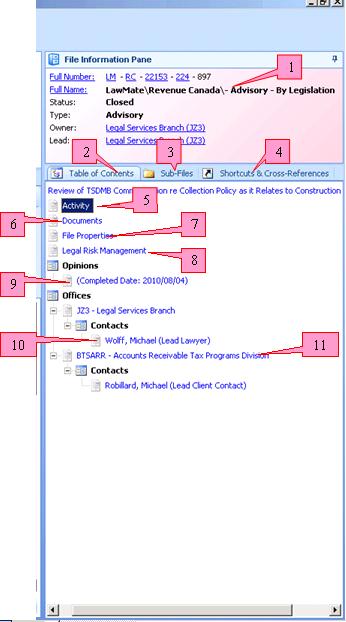 File Information Pane
Full Number: LM - RC - 22153 - 224 - 897
1
Full Name: LawMate\Revenue Canada\- Advisory - By Legislation
Status: Closed
Type: Advisory
Owner: Legal Services Branch (JZ3)
Lead: Legal Services Branch (JZ3)
2
3
4
Table of Contents Sub-Files Shortcuts & Cross-References
Review of TSDMB Comm on re Collection Policy as it Relates to Construction
Activity
5
6
Documents
File Properties
7
Legal Risk Management
8
Opinions
9
(Completed Date: 2010/08/04)
Offices
JZ3 - Legal Services Branch
Contacts
10
Wolff, Michael (Lead Lawyer)
11
BTSARR - Accounts Receivable Tax Programs Division
Contacts
Robillard, Michael (Lead Client Contact)